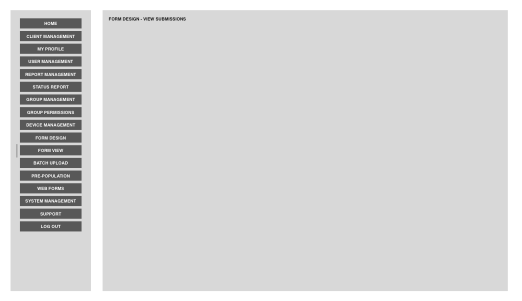 HOME
CLIENT MANAGEMENT
MY PROFILE
USER MANAGEMENT
REPORT MANAGEMENT
STATUS REPORT
GROUP MANAGEMENT
GROUP PERMISSIONS
DEVICE MANAGEMENT
FORM DESIGN
FORM VIEW
BATCH UPLOAD
PRE-POPULATION
WEB FORMS
SYSTEM MANAGEMENT
SUPPORT
LOG OUT
FORM DESIGN - VIEW SUBMISSIONS